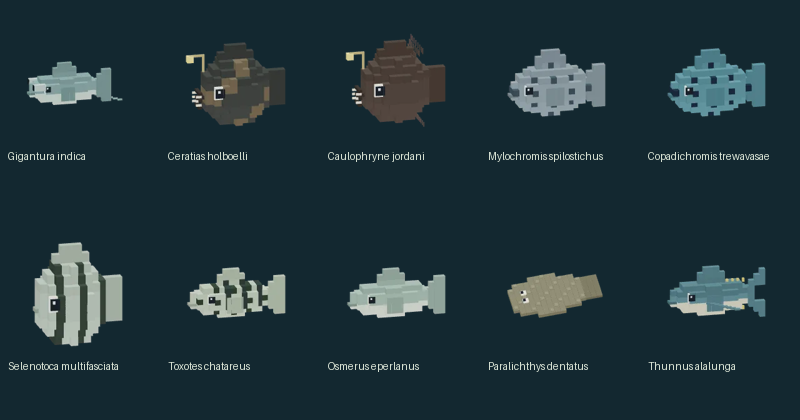 Gigantura indica
Ceratias holboelli
Caulophryne jordani
Mylochromis spilostichus
Copadichromis trewavasae
Selenotoca multifasciata
Toxotes chatareus
Osmerus eperlanus
Paralichthys dentatus
Thunnus alalunga